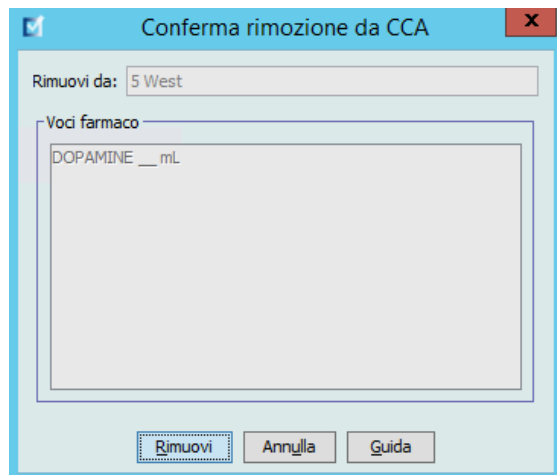 Conferma rimozione da CCA
x
Rimuovi da: 5 West
Voci farmaco
DOPAMINE __ mL
Rimuovi Annulla Guida